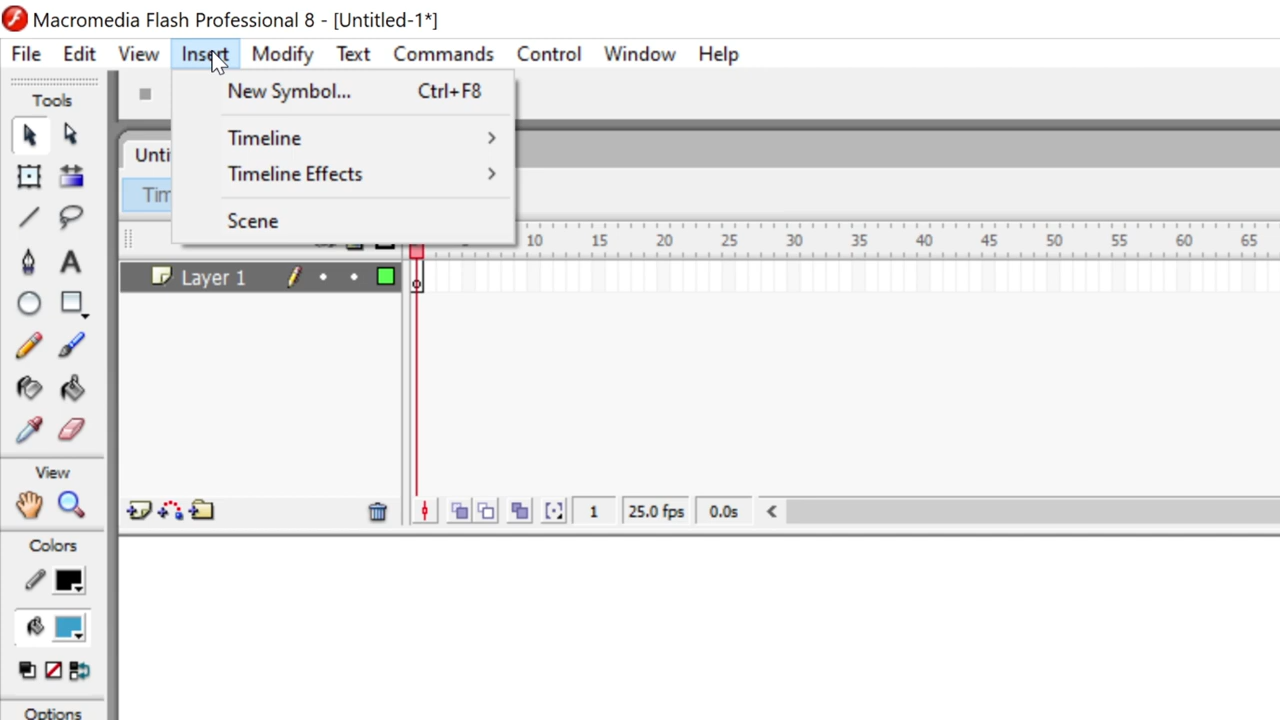 Macromedia Flash Professional 8 - [Untitled-1*]
File Edit View Insert Modify Text Commands Control Window Help
Tools
New Symbol... Ctrl+F8
Timeline
Timeline Effects
Scene
Unti
Tim
10 15 20 25 30 35 40 45 50 55 60 65
Layer 1
1 25.0 fps 0.0s
View
Colors
Options